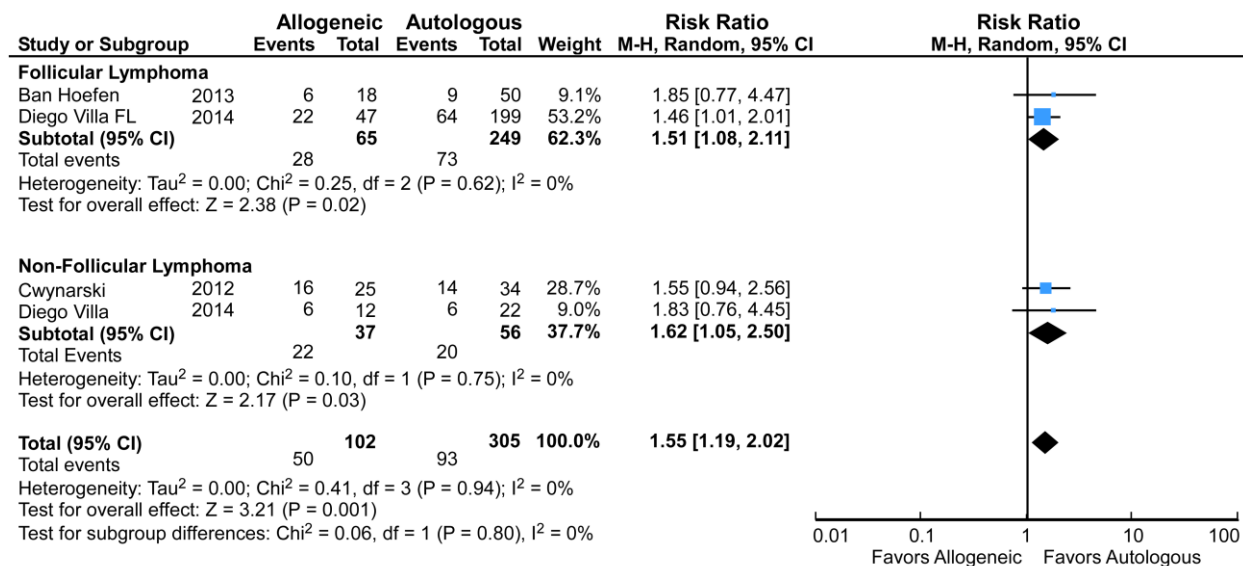 Allogeneic Autologous Risk Ratio Risk Ratio
Study or Subgroup Events Total Events Total Weight M-H, Random, 95% CI M-H, Random, 95% CI
Follicular Lymphoma
Ban Hoefen 2013 6 18 9 50 9.1% 1.85 [0.77, 4.47]
Diego Villa FL 2014 22 47 64 199 53.2% 1.46 [1.01, 2.01]
Subtotal (95% CI) 65 249 62.3% 1.51 [1.08, 2.11]
Total events 28 73
Heterogeneity: Tau² = 0.00; Chi² = 0.25, df = 2 (P = 0.62); I² = 0%
Test for overall effect: Z = 2.38 (P = 0.02)
Non-Follicular Lymphoma
Cwynarski 2012 16 25 14 34 28.7% 1.55 [0.94, 2.56]
Diego Villa 2014 6 12 6 22 9.0% 1.83 [0.76, 4.45]
Subtotal (95% CI) 37 56 37.7% 1.62 [1.05, 2.50]
Total Events 22 20
Heterogeneity: Tau² = 0.00; Chi² = 0.10, df = 1 (P = 0.75); I² = 0%
Test for overall effect: Z = 2.17 (P = 0.03)
Total (95% CI) 102 305 100.0% 1.55 [1.19, 2.02]
Total events 50 93
Heterogeneity: Tau² = 0.00; Chi² = 0.41, df = 3 (P = 0.94); I² = 0%
Test for overall effect: Z = 3.21 (P = 0.001)
Test for subgroup differences: Chi² = 0.06, df = 1 (P = 0.80), I² = 0%
0.01 0.1 1 10 100
Favors Allogeneic Favors Autologous